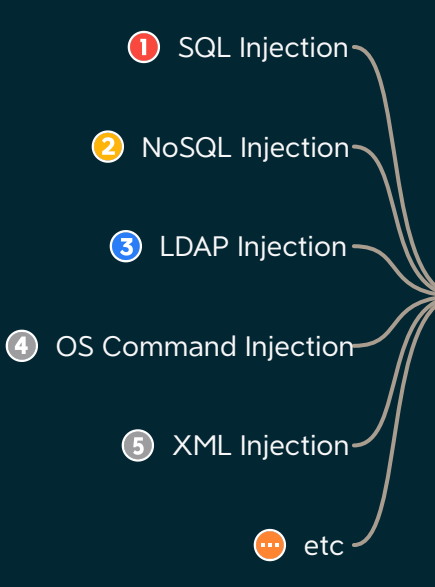 1 SQL Injection
2 NoSQL Injection
3 LDAP Injection
4 OS Command Injection
5 XML Injection
... etc